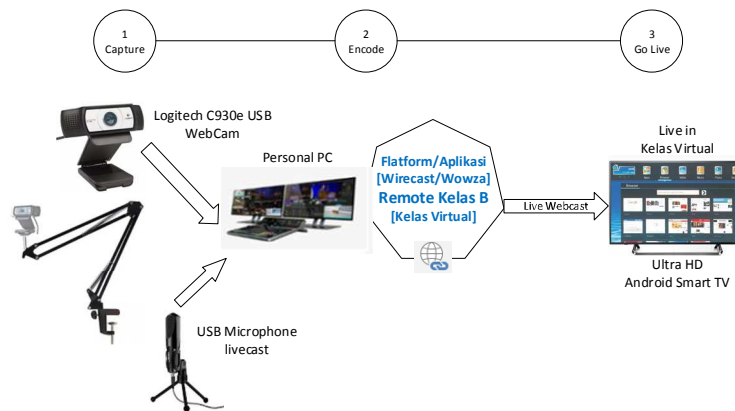 1
Capture
2
Encode
3
Go Live
Logitech C930e USB
WebCam
Personal PC
Flatform/Aplikasi
[Wirecast/Wowza]
Remote Kelas B
[Kelas Virtual]
Live Webcast
Live in
Kelas Virtual
Ultra HD
Android Smart TV
USB Microphone
livecast